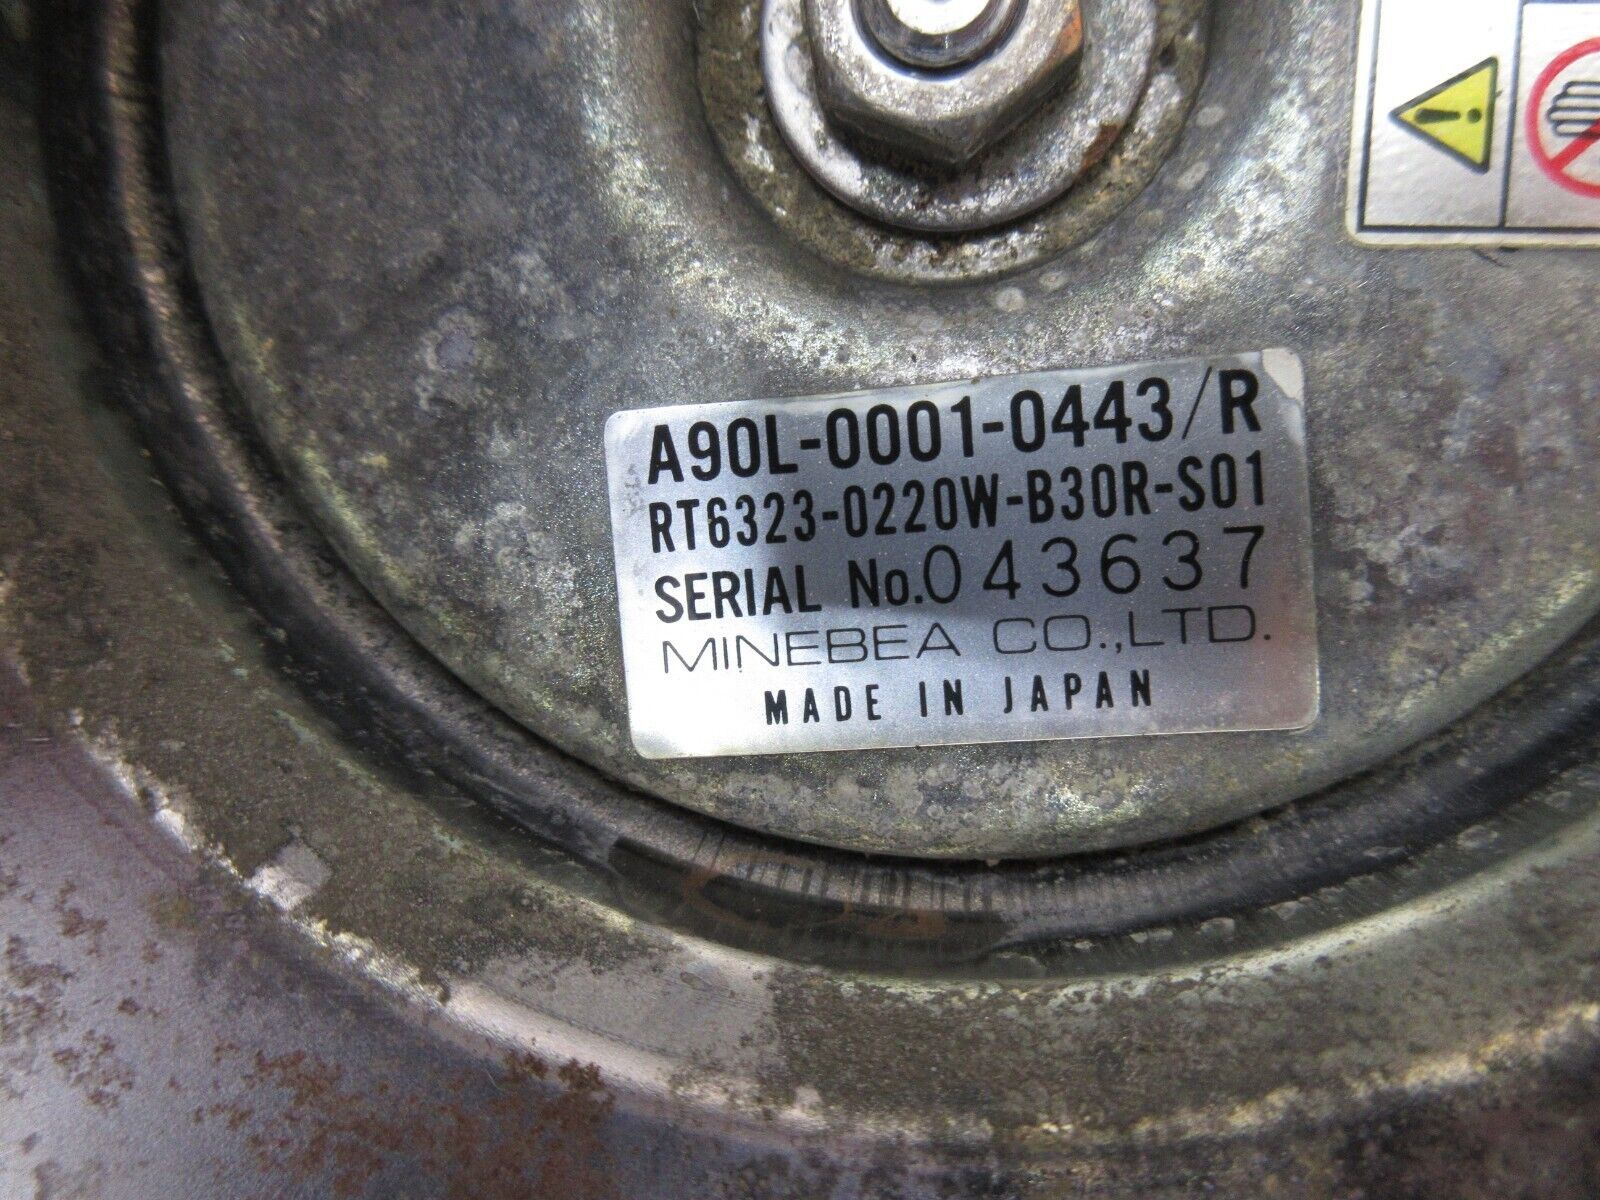 A90L-0001-0443/R
RT6323-0220W-B30R-S01
SERIAL No.043637
MINEBEA CO.,LTD.
MADE IN JAPAN